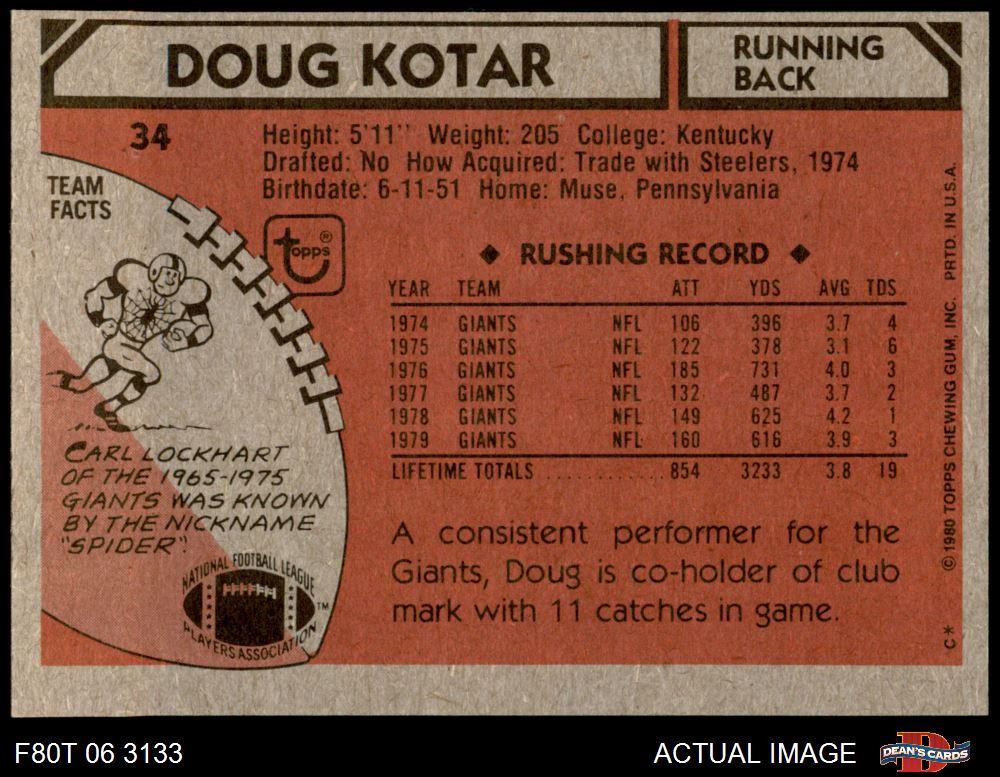 DOUG KOTAR
RUNNING
BACK
34
Height: 5'11" Weight: 205 College: Kentucky
Drafted: No How Acquired: Trade with Steelers, 1974
Birthdate: 6-11-51 Home: Muse, Pennsylvania
TEAM
FACTS
topps®
◆ RUSHING RECORD ◆
YEAR TEAM ATT YDS AVG TDS
1974 GIANTS NFL 106 396 3.7 4
1975 GIANTS NFL 122 378 3.1 6
1976 GIANTS NFL 185 731 4.0 3
1977 GIANTS NFL 132 487 3.7 2
1978 GIANTS NFL 149 625 4.2 1
1979 GIANTS NFL 160 616 3.9 3
LIFETIME TOTALS ............ 854 3233 3.8 19
CARL LOCKHART
OF THE 1965-1975
GIANTS WAS KNOWN
BY THE NICKNAME
"SPIDER".
NATIONAL FOOTBALL LEAGUE
PLAYERS ASSOCIATION
TM
A consistent performer for the
Giants, Doug is co-holder of club
mark with 11 catches in game.
C* ©1980 TOPPS CHEWING GUM, INC. PRTD. IN U.S.A.
F80T 06 3133
ACTUAL IMAGE
D
DEAN'S CARDS